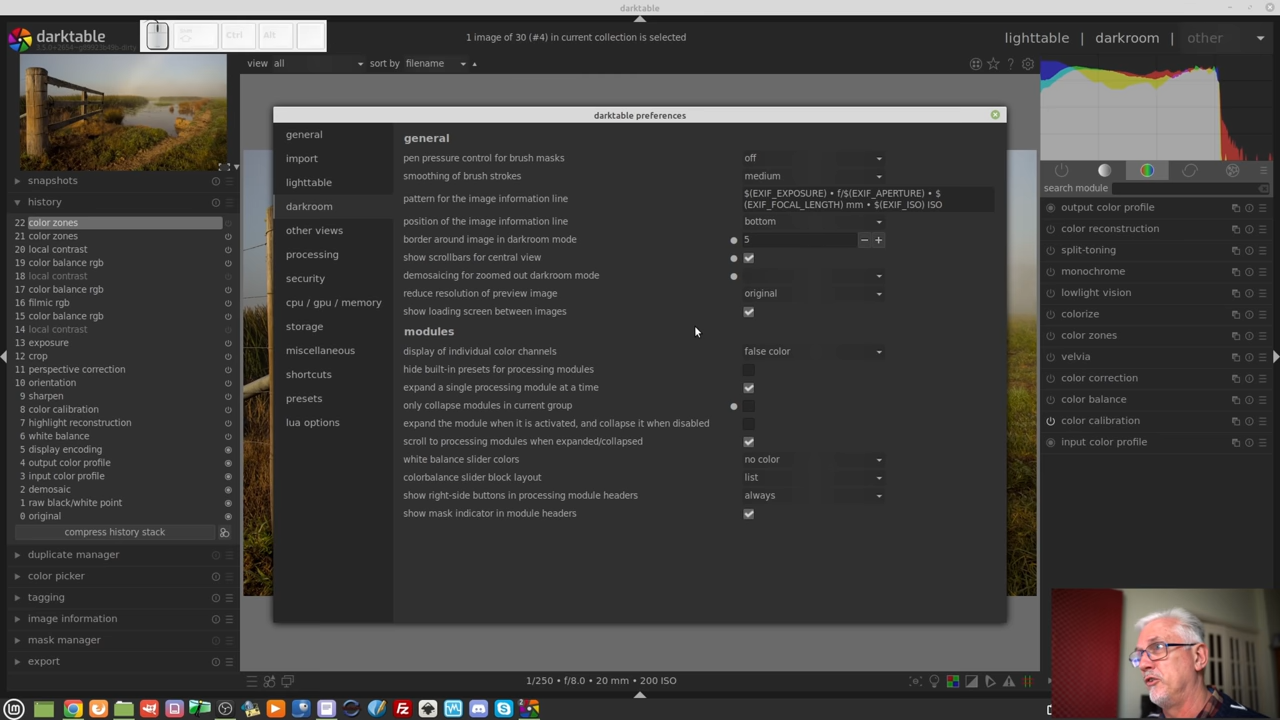 darktable
darktable
Ctrl
Alt
1 image of 30 (#4) in current collection is selected
lighttable | darkroom | other
view all
sort by filename
snapshots
history
22 color zones
21 color zones
20 local contrast
19 color balance rgb
18 local contrast
17 color balance rgb
16 filmic rgb
15 color balance rgb
14 local contrast
13 exposure
12 crop
11 perspective correction
10 orientation
9 sharpen
8 color calibration
7 highlight reconstruction
6 white balance
5 display encoding
4 output color profile
3 input color profile
2 demosaic
1 raw black/white point
0 original
compress history stack
duplicate manager
color picker
tagging
image information
mask manager
export
darktable preferences
general
import
lighttable
darkroom
other views
processing
security
cpu / gpu / memory
storage
miscellaneous
shortcuts
presets
lua options
general
pen pressure control for brush masks off
smoothing of brush strokes medium
pattern for the image information line $(EXIF_EXPOSURE) • f/$(EXIF_APERTURE) • $
(EXIF_FOCAL_LENGTH) mm • $(EXIF_ISO) ISO
position of the image information line bottom
border around image in darkroom mode 5
show scrollbars for central view
demosaicing for zoomed out darkroom mode
reduce resolution of preview image original
show loading screen between images
modules
display of individual color channels false color
hide built-in presets for processing modules
expand a single processing module at a time
only collapse modules in current group
expand the module when it is activated, and collapse it when disabled
scroll to processing modules when expanded/collapsed
white balance slider colors no color
colorbalance slider block layout list
show right-side buttons in processing module headers always
show mask indicator in module headers
1/250 • f/8.0 • 20 mm • 200 ISO
search module
output color profile
color reconstruction
split-toning
monochrome
lowlight vision
colorize
color zones
velvia
color correction
color balance
color calibration
input color profile